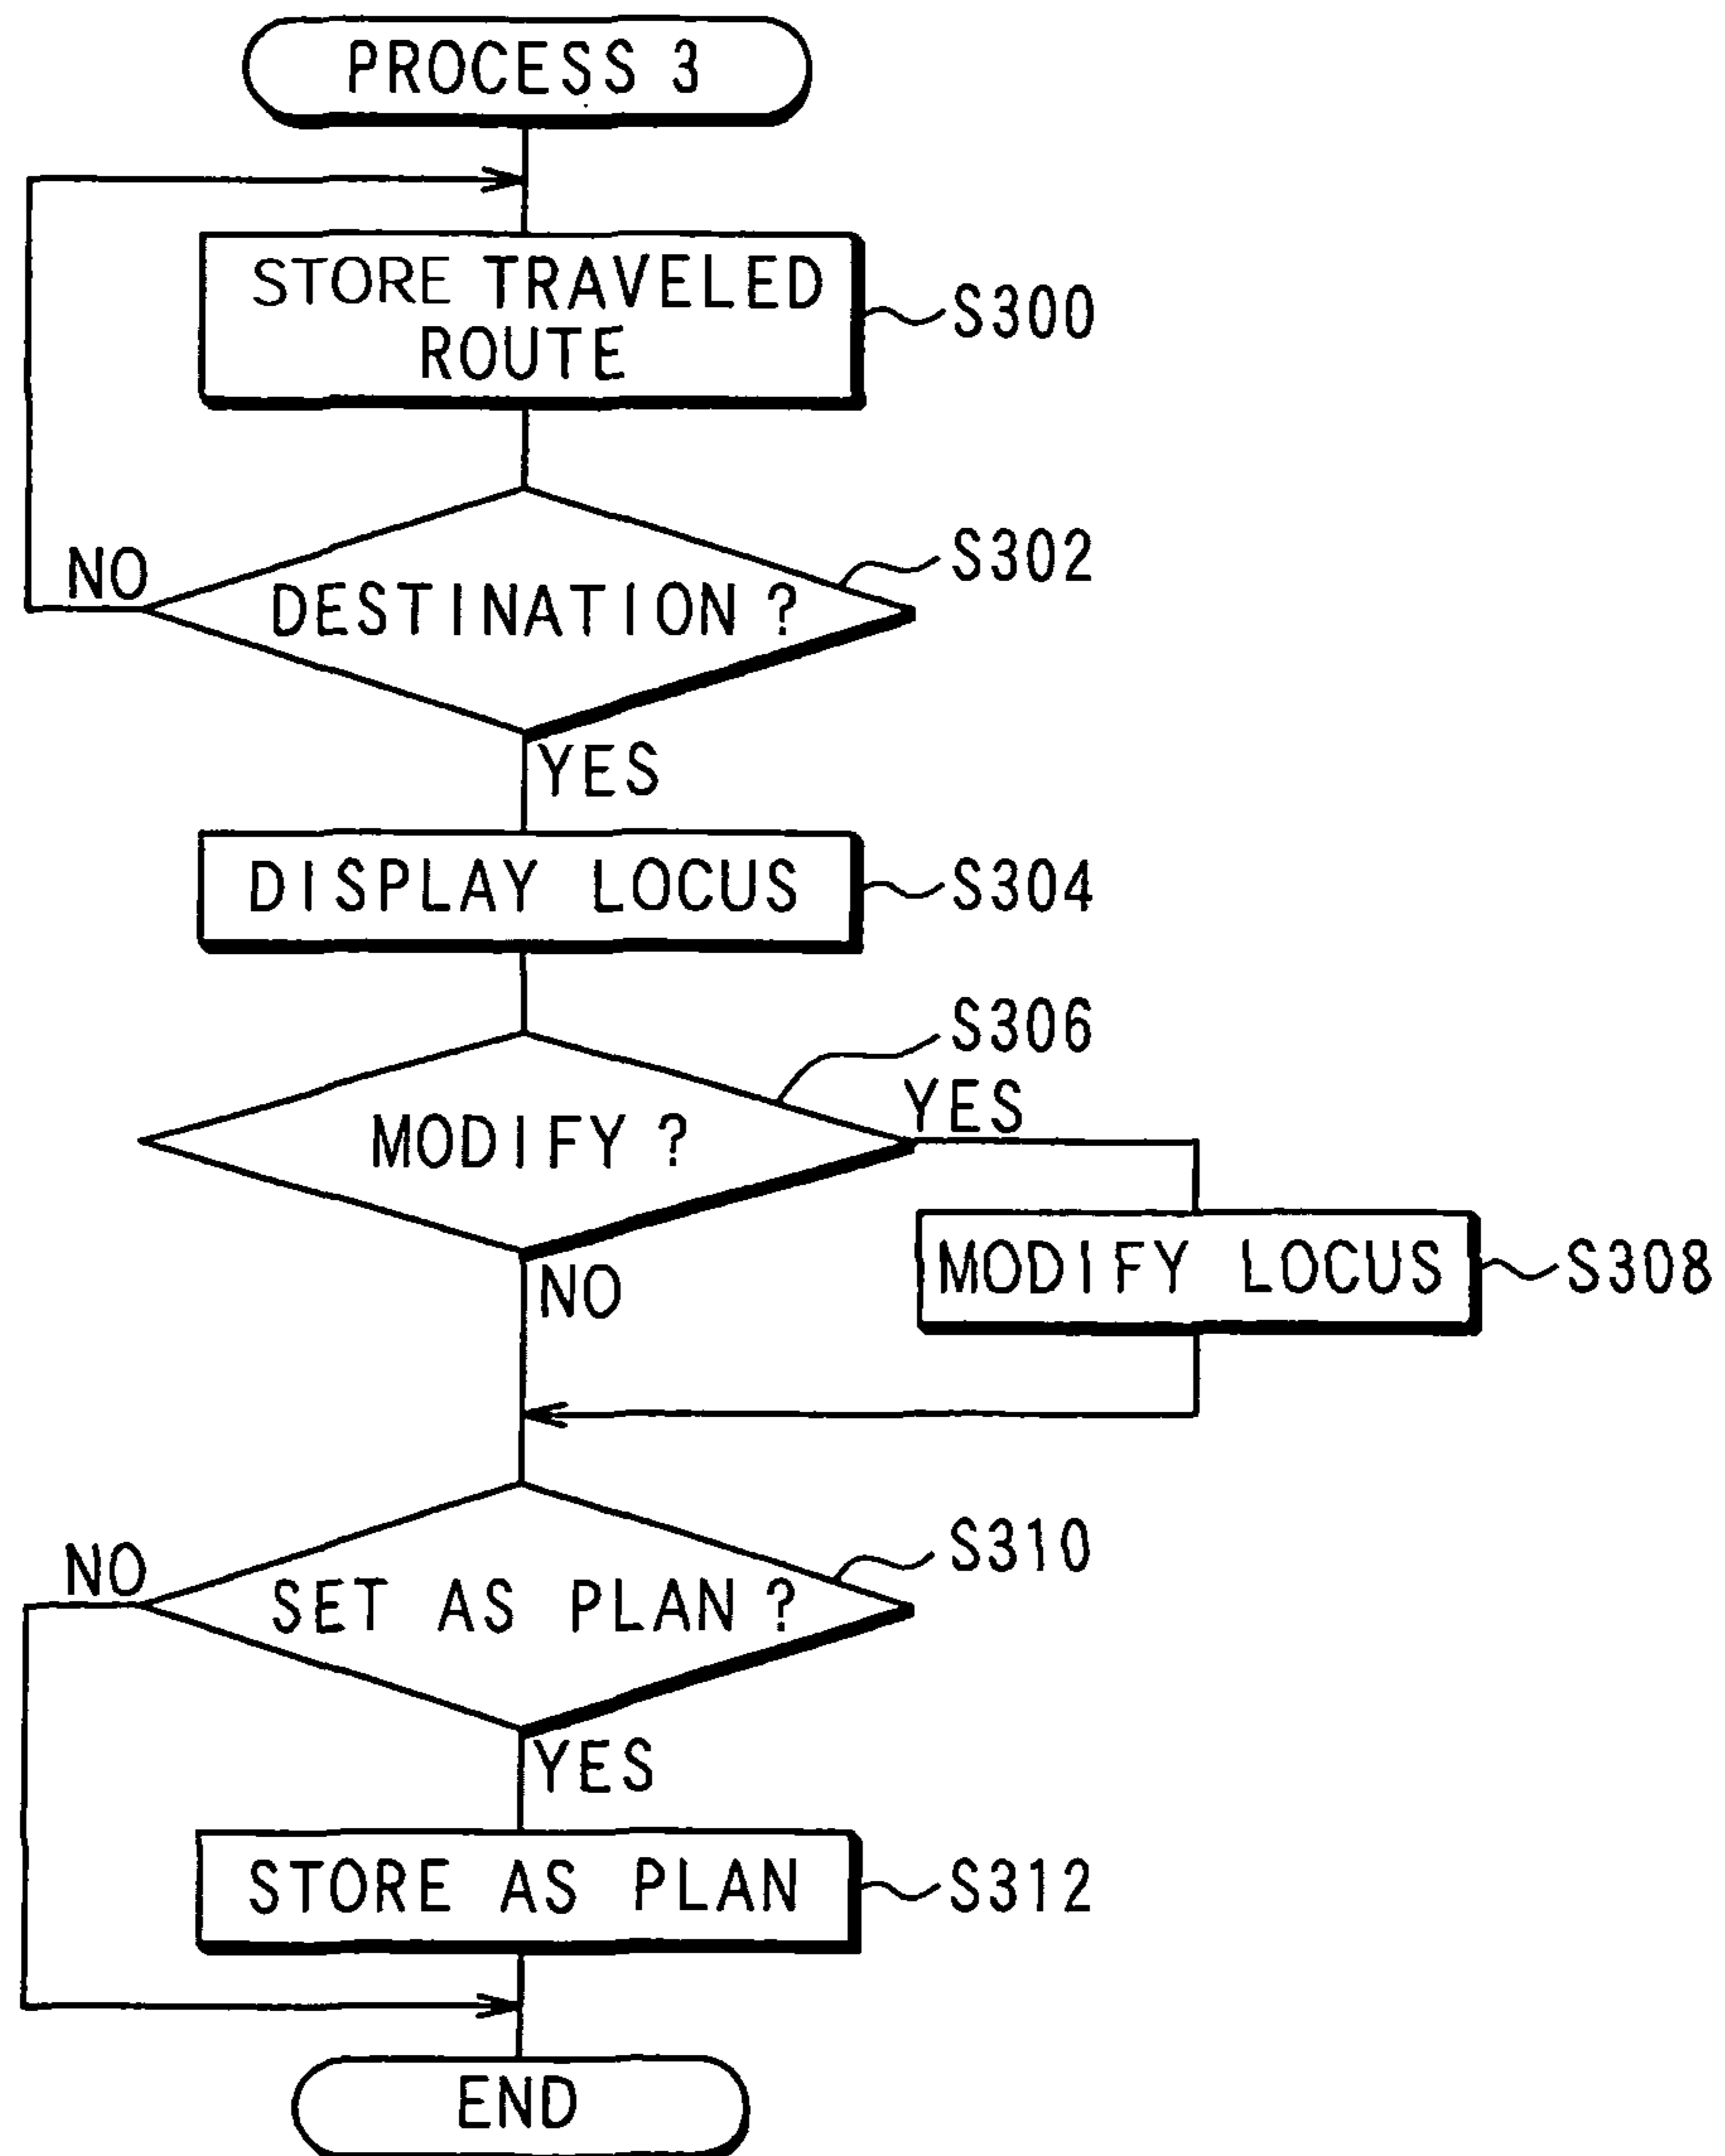 PROCESS 3
STORE TRAVELED
ROUTE
S300
DESTINATION?
S302
NO
YES
DISPLAY LOCUS
S304
S306
MODIFY?
YES
MODIFY LOCUS
S308
NO
S310
NO
SET AS PLAN?
YES
STORE AS PLAN
S312
END